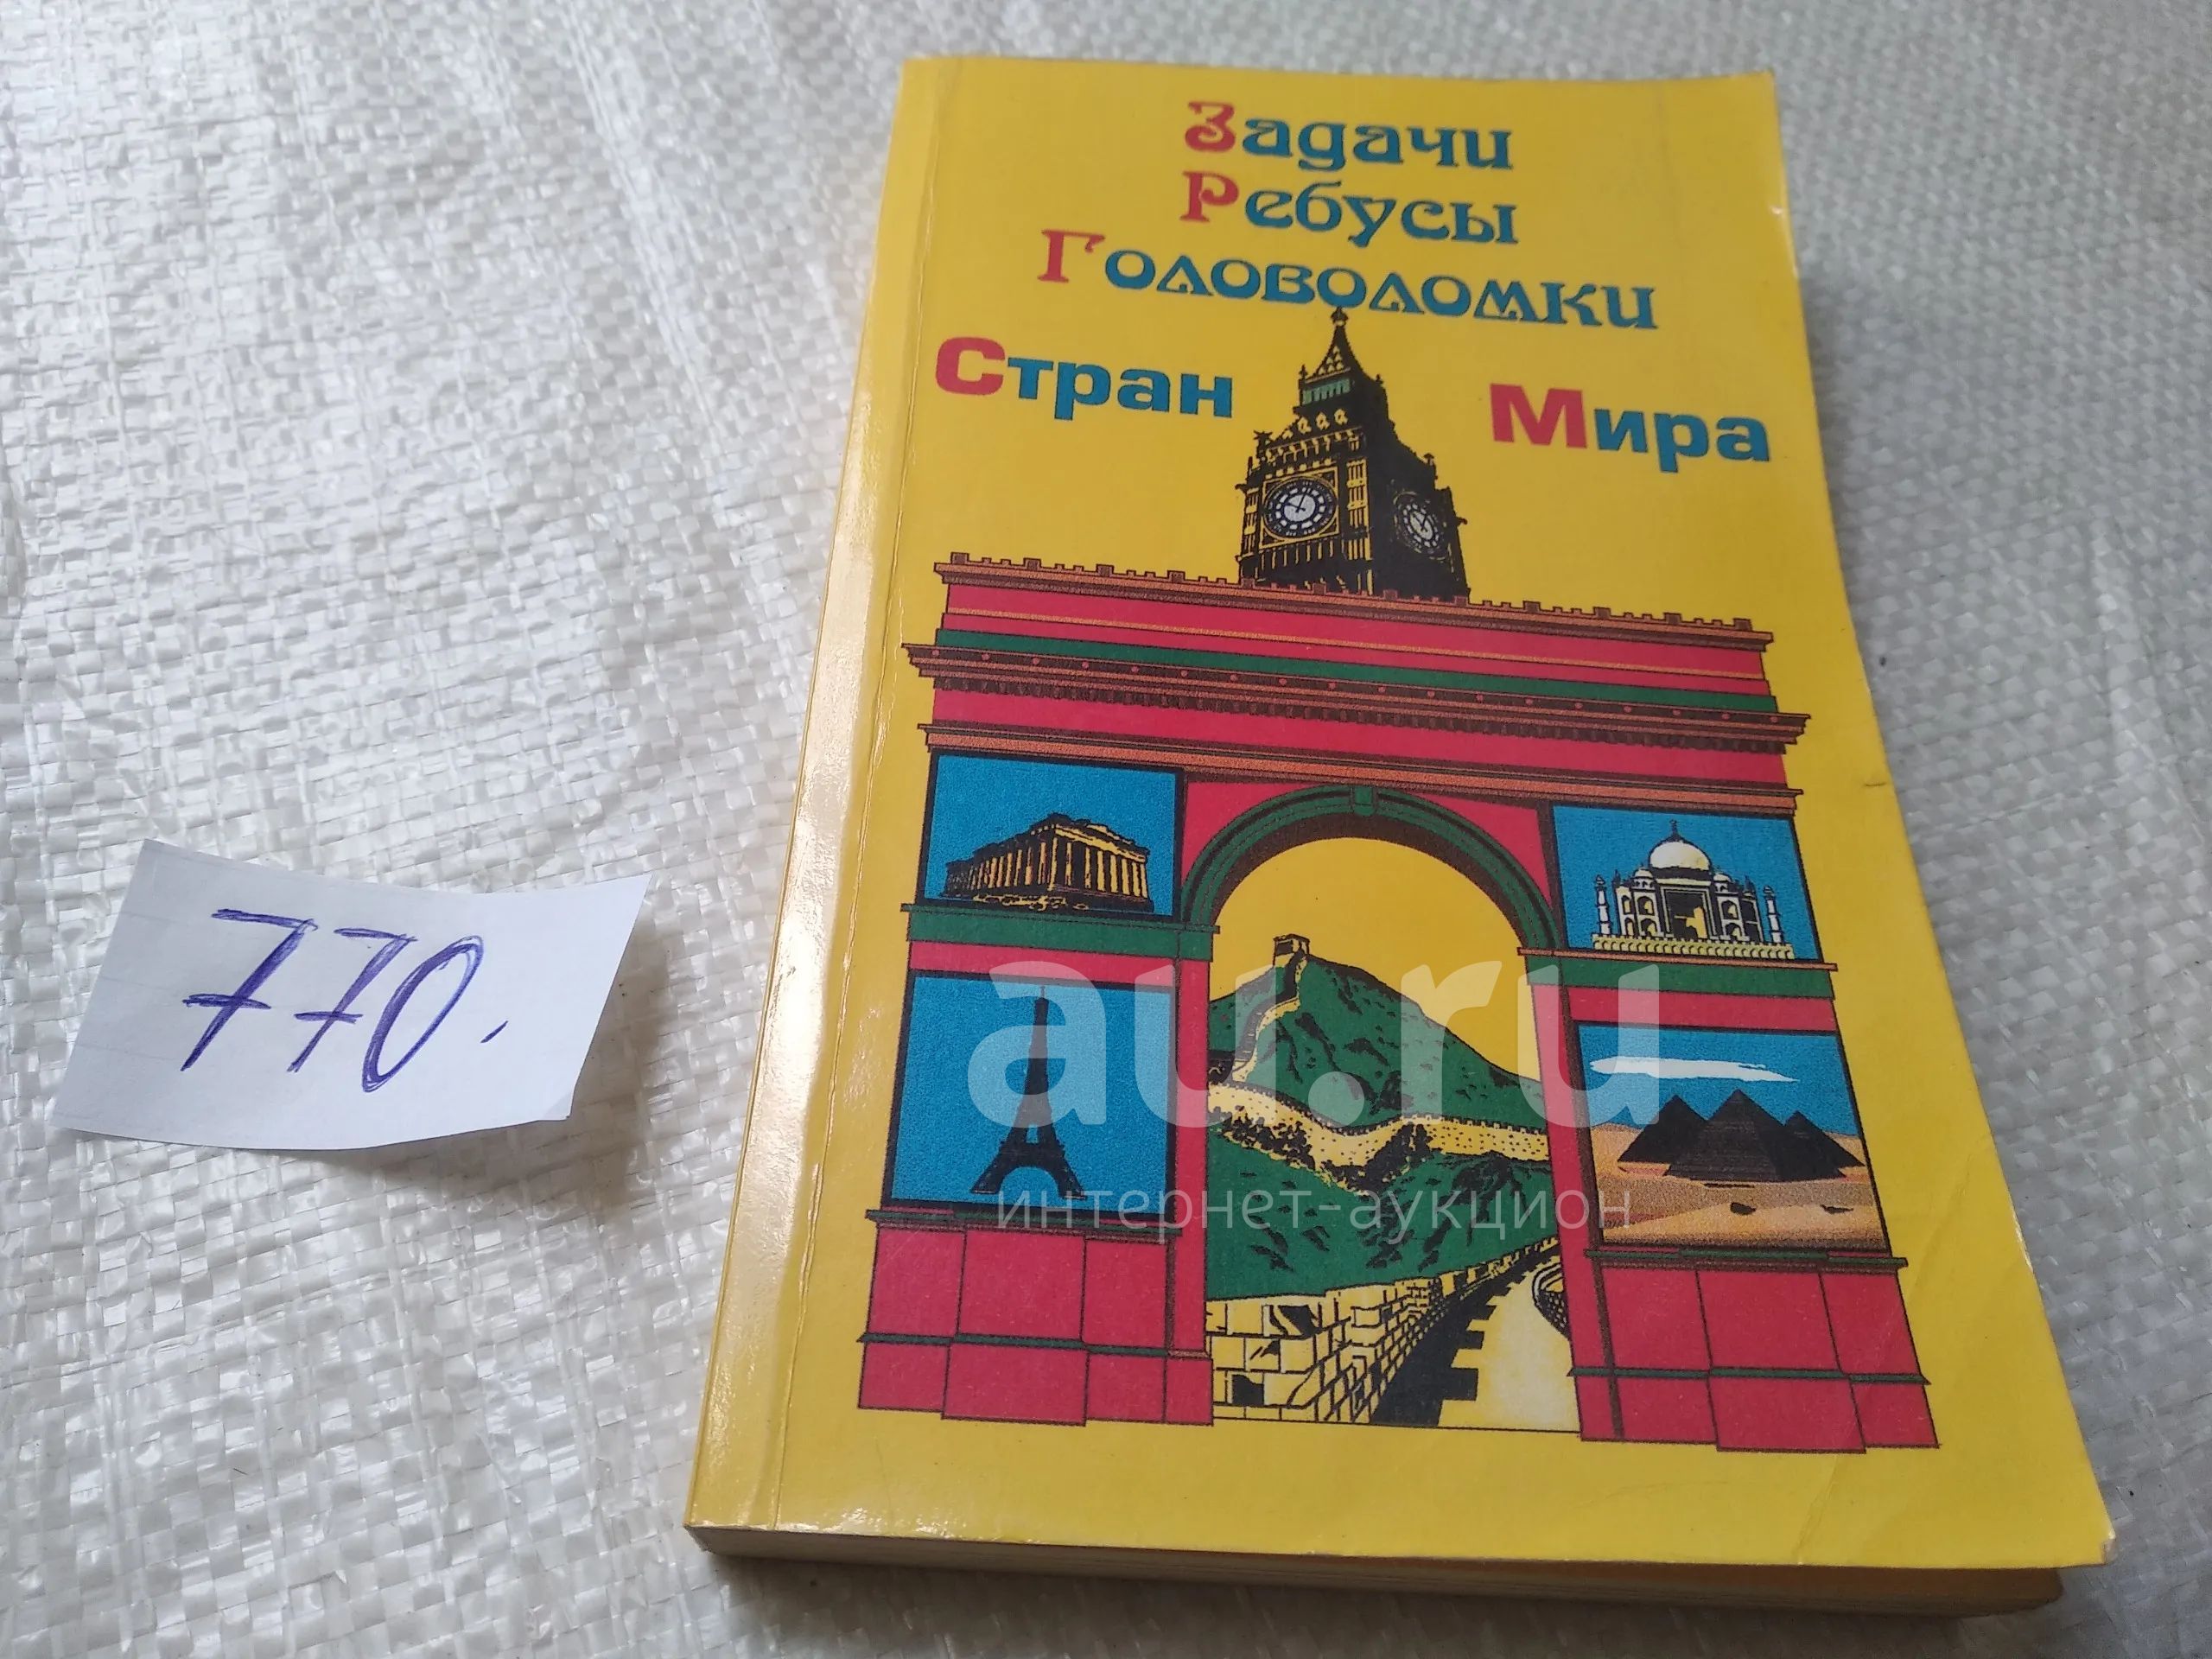 Задачи
Ребусы
Головоломки
Стран Мира
770.
au.ru
интернет-аукцион